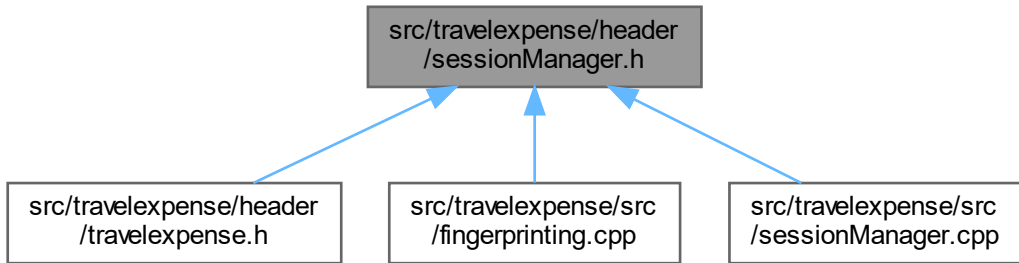 src/travelexpense/header
/sessionManager.h
src/travelexpense/header
/travelexpense.h
src/travelexpense/src
/fingerprinting.cpp
src/travelexpense/src
/sessionManager.cpp